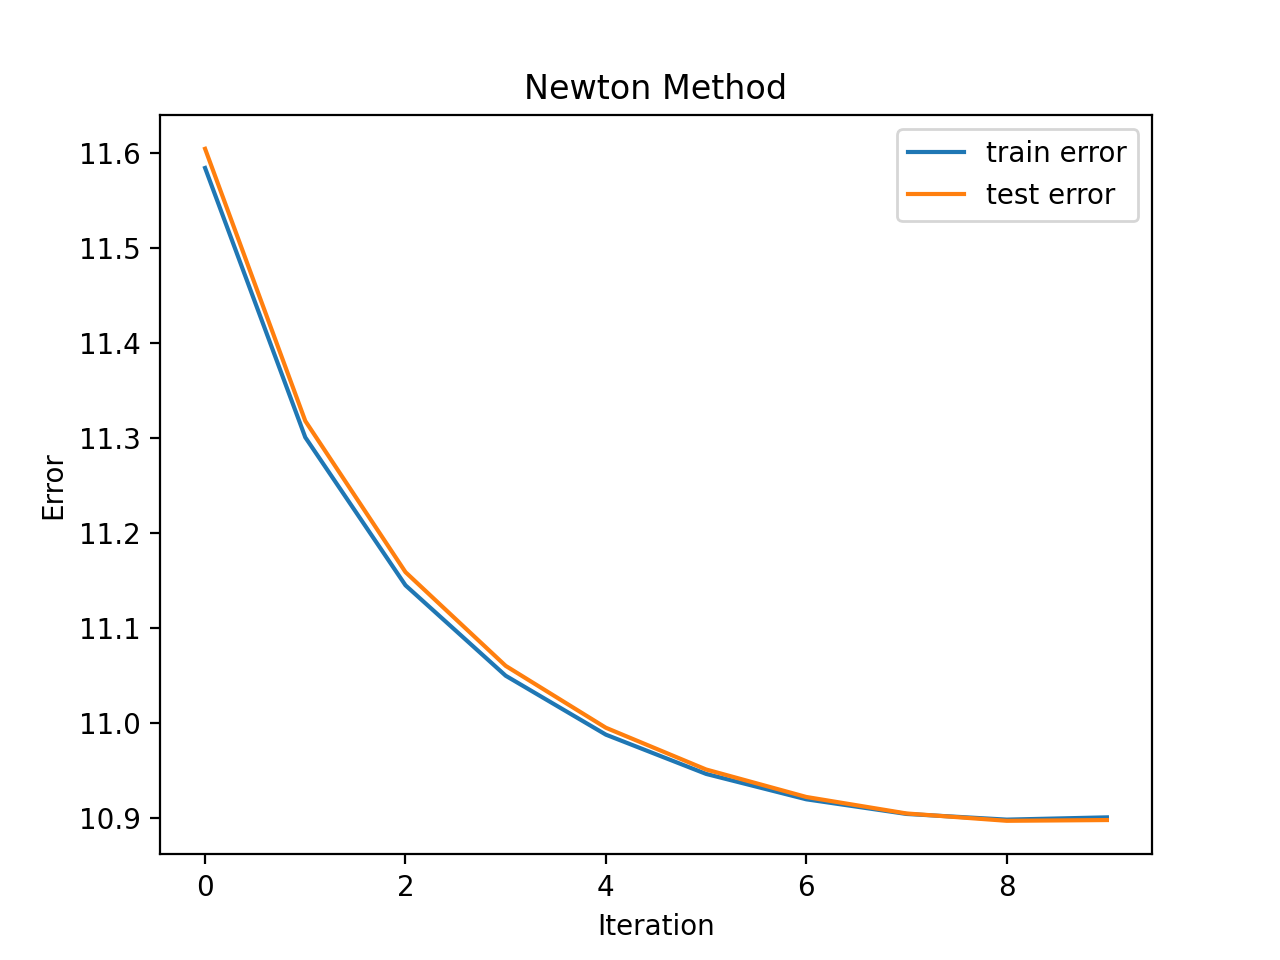 Newton Method
train error
test error
11.6
11.5
11.4
11.3
11.2
11.1
11.0
10.9
Error
0 2 4 6 8
Iteration